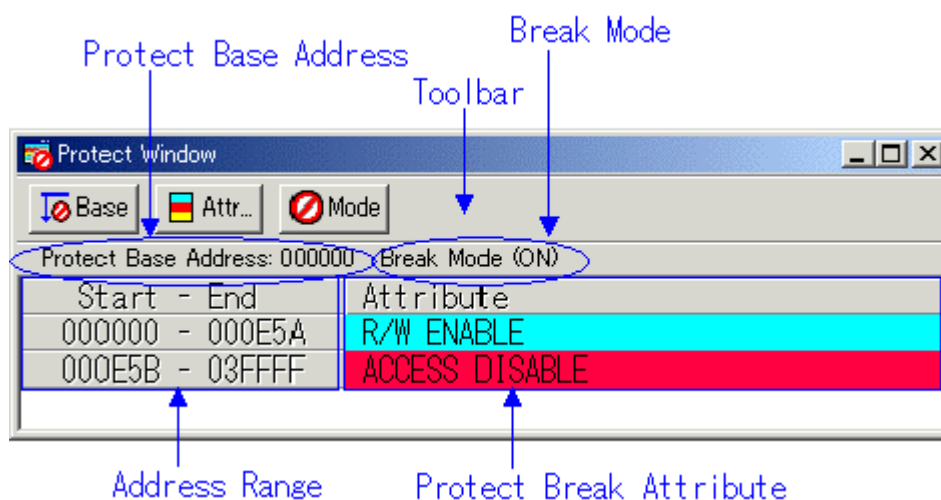 Break Mode
Protect Base Address
Toolbar
Protect Window
Base Attr... Mode
Protect Base Address: 000000 Break Mode (ON)
Start - End Attribute
000000 - 000E5A R/W ENABLE
000E5B - 03FFFF ACCESS DISABLE
Address Range Protect Break Attribute